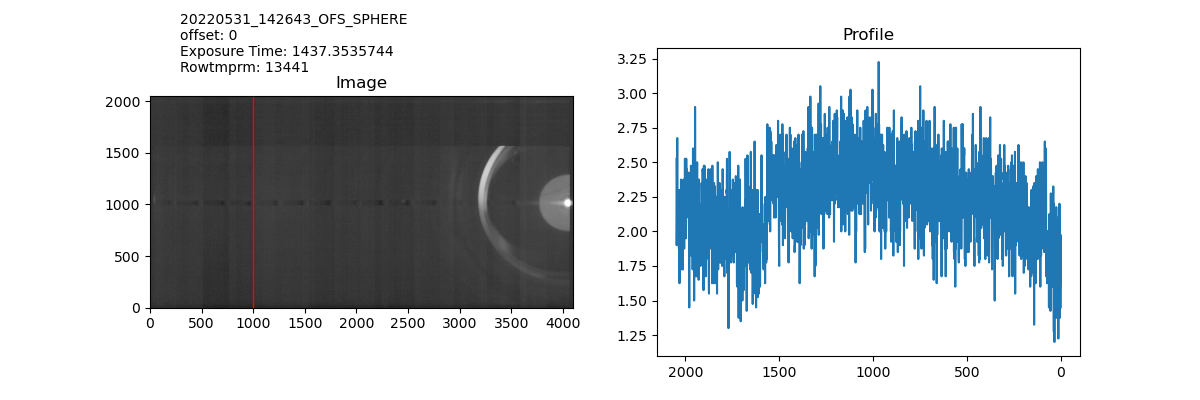 20220531_142643_OFS_SPHERE
offset: 0
Exposure Time: 1437.3535744
Rowtmprm: 13441
Image
2000
1500
1000
500
0
0 500 1000 1500 2000 2500 3000 3500 4000
Profile
3.25
3.00
2.75
2.50
2.25
2.00
1.75
1.50
1.25
2000 1500 1000 500 0